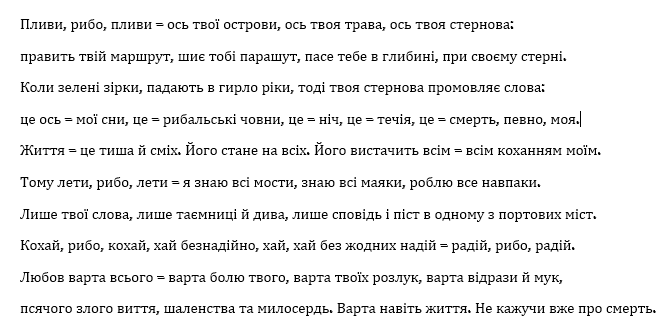 Пливи, рибо, пливи = ось твої острови, ось твоя трава, ось твоя стернова:
править твій маршрут, шиє тобі парашут, пасе тебе в глибині, при своєму стерні.
Коли зелені зірки, падають в гирло ріки, тоді твоя стернова промовляє слова:
це ось = мої сни, це = рибальські човни, це = ніч, це = течія, це = смерть, певно, моя.
Життя = це тиша й сміх. Його стане на всіх. Його вистачить всім = всім коханням моїм.
Тому лети, рибо, лети = я знаю всі мости, знаю всі маяки, роблю все навпаки.
Лише твої слова, лише таємниці й дива, лише сповідь і піст в одному з портових міст.
Кохай, рибо, кохай, хай безнадійно, хай, хай без жодних надій = радій, рибо, радій.
Любов варта всього = варта болю твого, варта твоїх розлук, варта відрази й мук,
псячого злого виття, шаленства та милосердь. Варта навіть життя. Не кажучи вже про смерть.